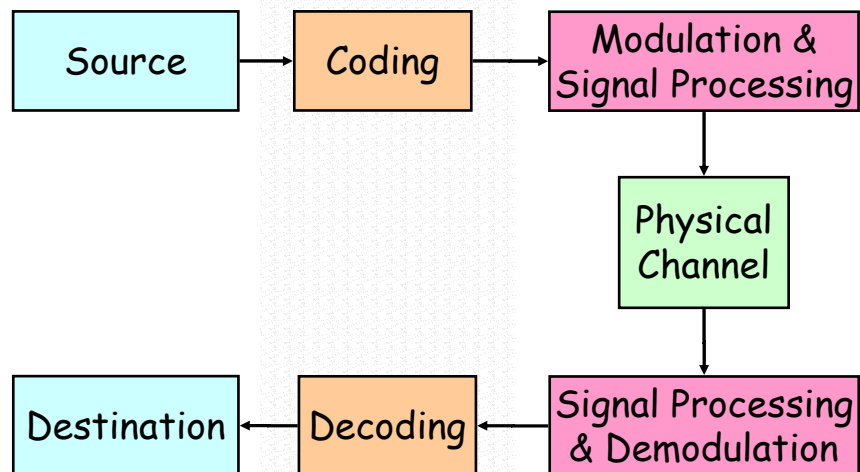 Source
Coding
Modulation &
Signal Processing
Physical
Channel
Destination
Decoding
Signal Processing
& Demodulation